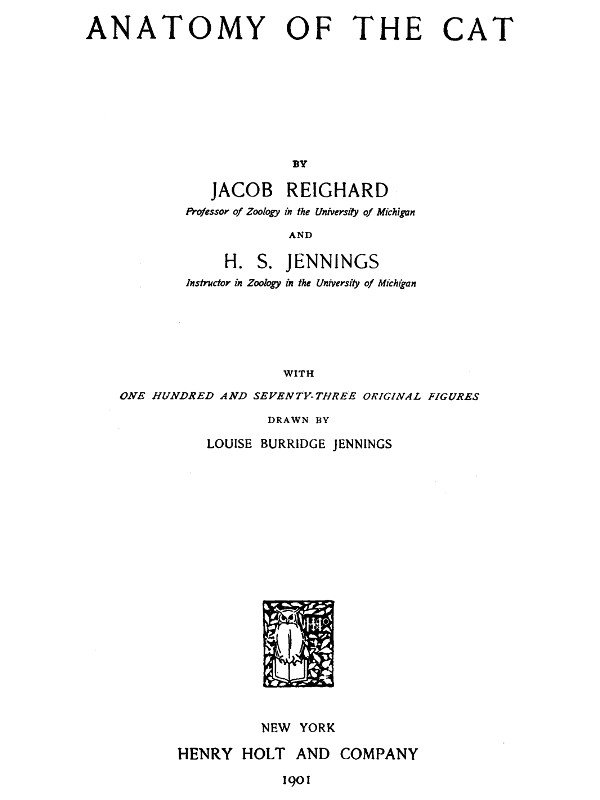 ANATOMY OF THE CAT
BY
JACOB REIGHARD
Professor of Zoology in the University of Michigan
AND
H. S. JENNINGS
Instructor in Zoology in the University of Michigan
WITH
ONE HUNDRED AND SEVENTY-THREE ORIGINAL FIGURES
DRAWN BY
LOUISE BURRIDGE JENNINGS
NEW YORK
HENRY HOLT AND COMPANY
1901